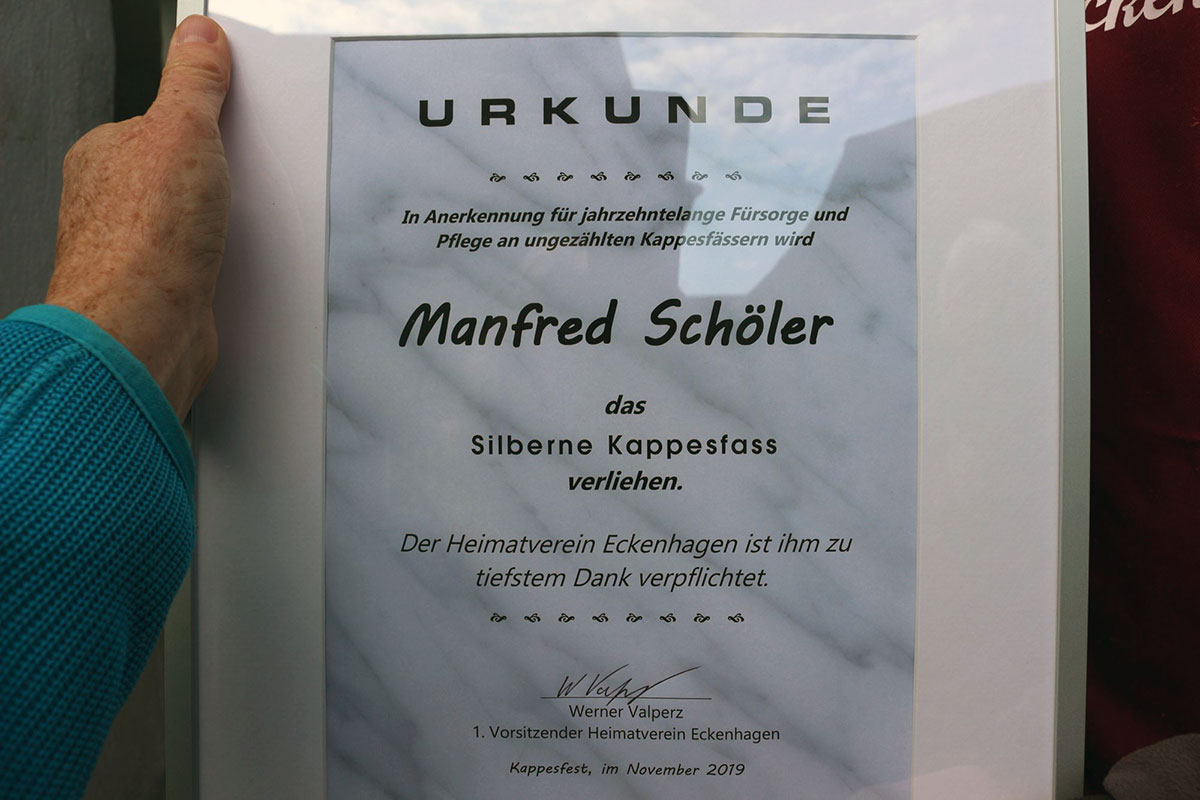 URKUNDE
In Anerkennung für jahrzehntelange Fürsorge und
Pflege an ungezählten Kappesfässern wird
Manfred Schöler
das
Silberne Kappesfass
verliehen.
Der Heimatverein Eckenhagen ist ihm zu
tiefstem Dank verpflichtet.
Werner Valperz
1. Vorsitzender Heimatverein Eckenhagen
Kappesfest, im November 2019